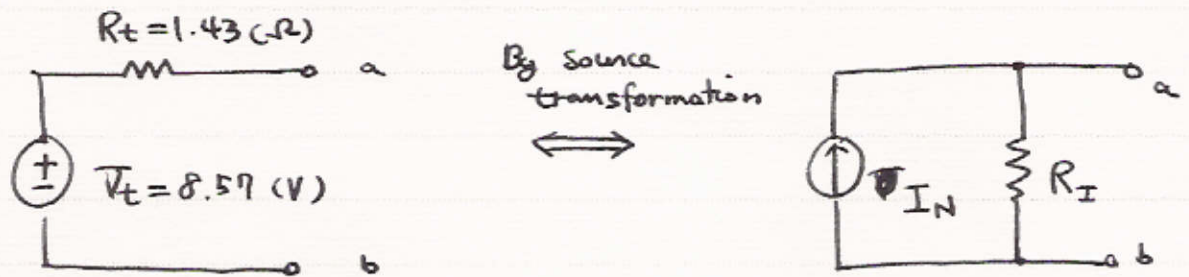 Rt = 1.43 (Ω)
a
Vt = 8.57 (V)
b
By source
transformation
a
IN
RI
b